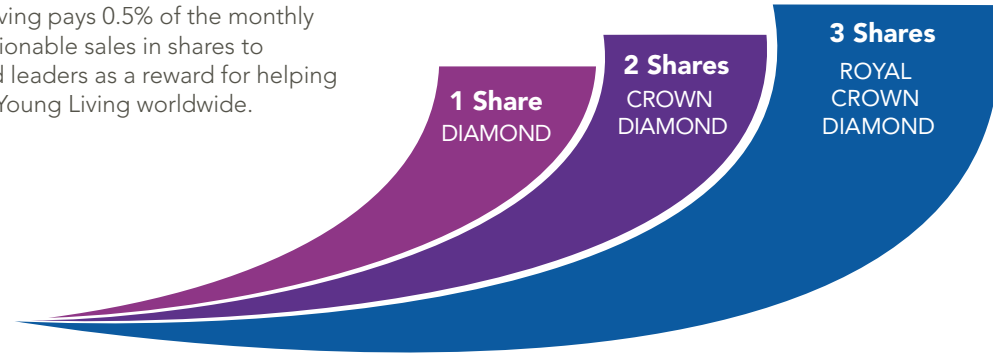 ving pays 0.5% of the monthly
ionable sales in shares to
d leaders as a reward for helping
Young Living worldwide.
1 Share
DIAMOND
2 Shares
CROWN
DIAMOND
3 Shares
ROYAL
CROWN
DIAMOND